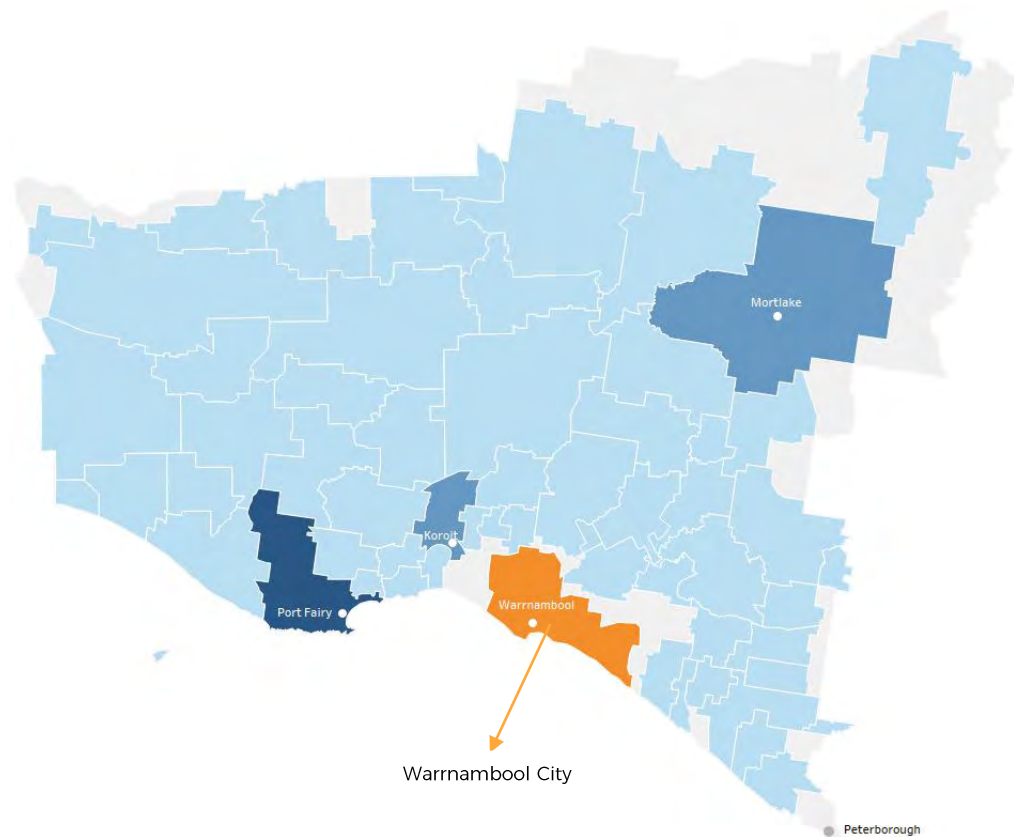 Mortlake
Koroit
Warrnambool
Port Fairy
Warrnambool City
Peterborough